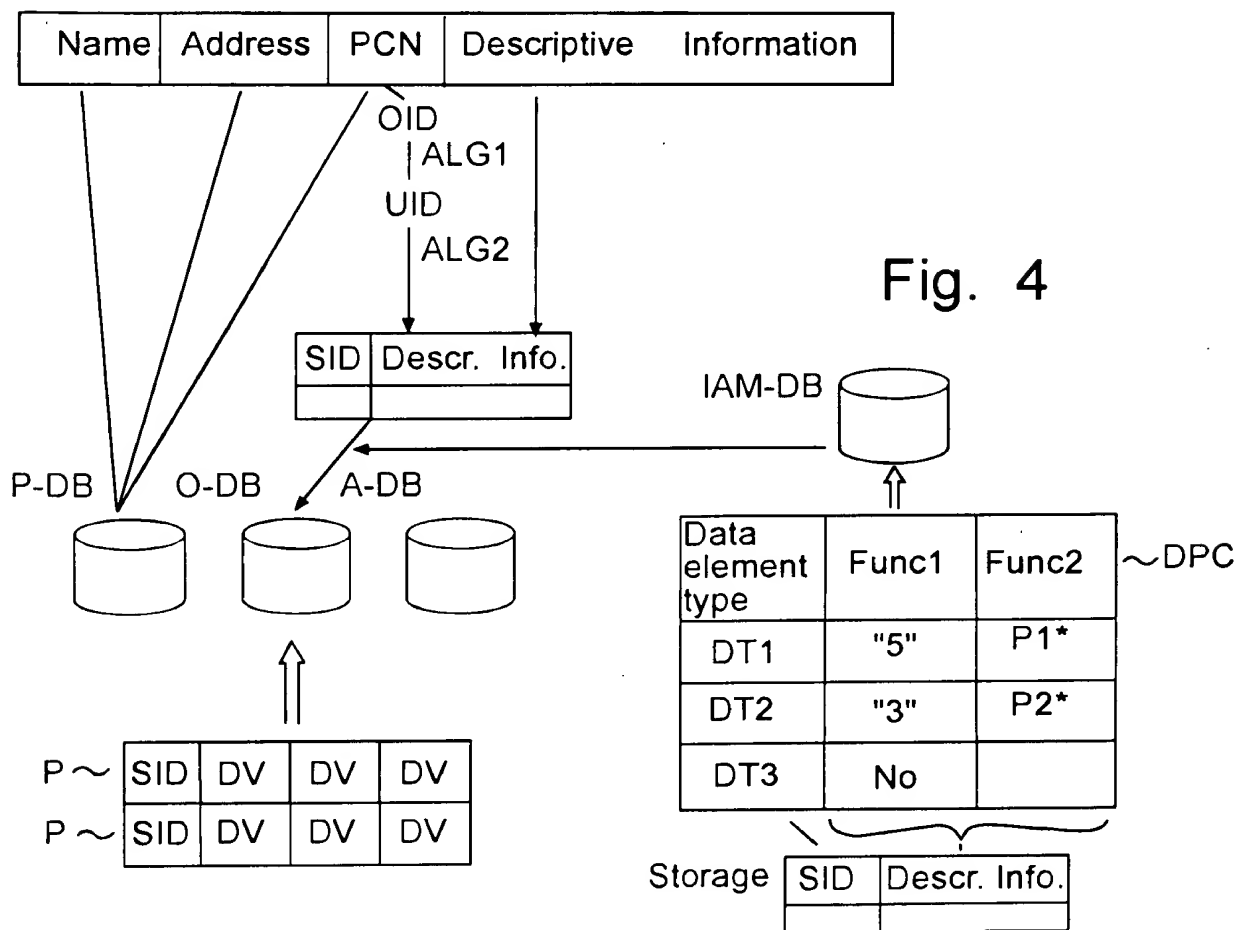 Name Address PCN Descriptive Information
OID
ALG1
UID
ALG2
Fig. 4
SID Descr. Info.
IAM-DB
P-DB O-DB A-DB
Data element type Func1 Func2 ~DPC
DT1 "5" P1*
DT2 "3" P2*
DT3 No
P~ SID DV DV DV
P~ SID DV DV DV
Storage SID Descr. Info.